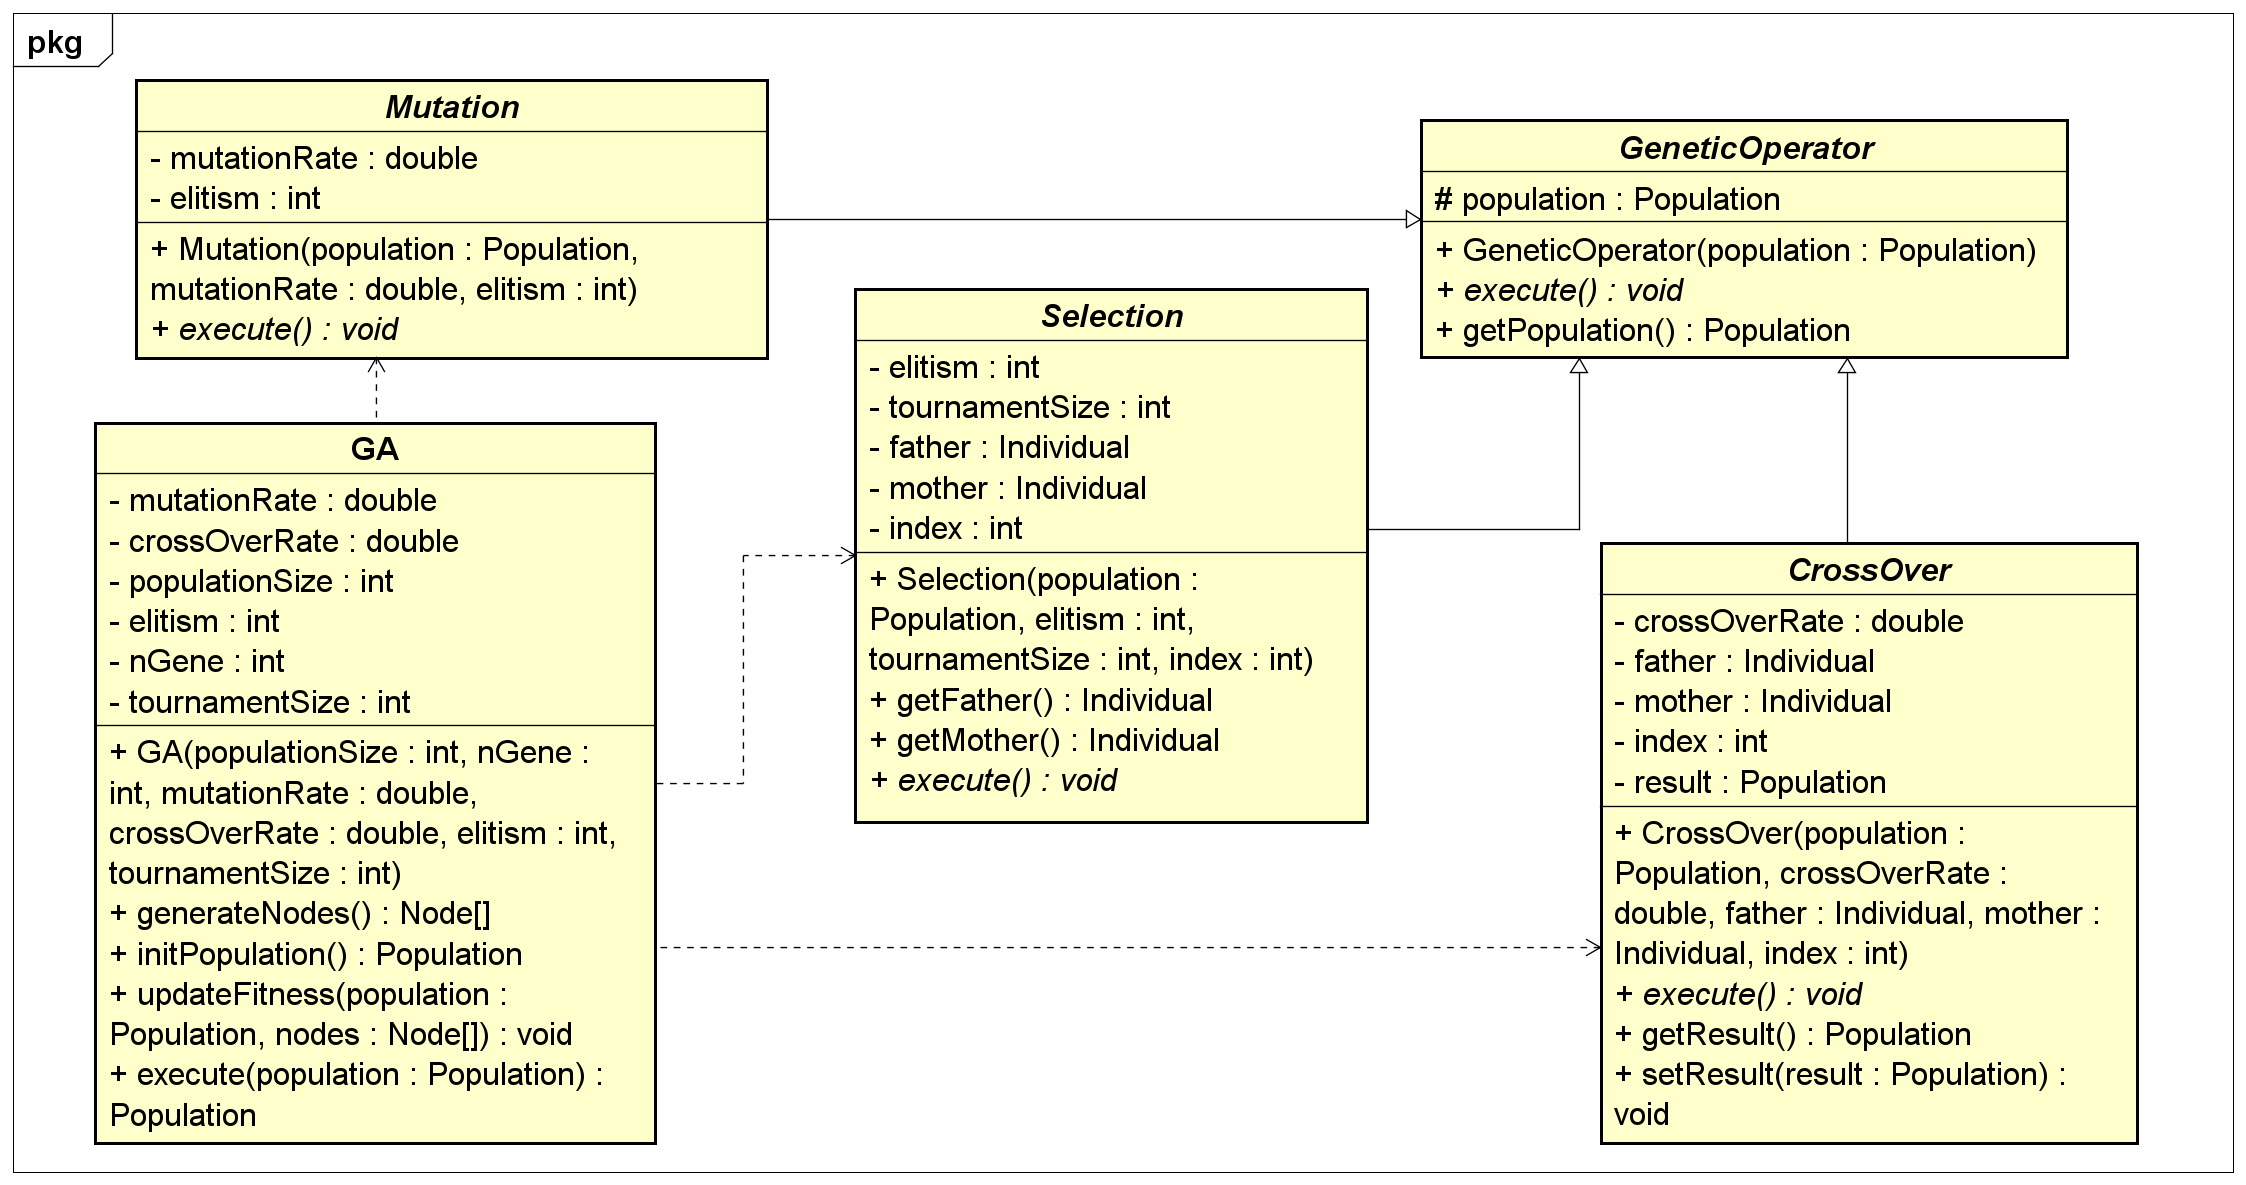 pkg
Mutation
- mutationRate : double
- elitism : int
+ Mutation(population : Population,
mutationRate : double, elitism : int)
+ execute() : void
GeneticOperator
# population : Population
+ GeneticOperator(population : Population)
+ execute() : void
+ getPopulation() : Population
Selection
- elitism : int
- tournamentSize : int
- father : Individual
- mother : Individual
- index : int
+ Selection(population :
Population, elitism : int,
tournamentSize : int, index : int)
+ getFather() : Individual
+ getMother() : Individual
+ execute() : void
GA
- mutationRate : double
- crossOverRate : double
- populationSize : int
- elitism : int
- nGene : int
- tournamentSize : int
+ GA(populationSize : int, nGene :
int, mutationRate : double,
crossOverRate : double, elitism : int,
tournamentSize : int)
+ generateNodes() : Node[]
+ initPopulation() : Population
+ updateFitness(population :
Population, nodes : Node[]) : void
+ execute(population : Population) :
Population
CrossOver
- crossOverRate : double
- father : Individual
- mother : Individual
- index : int
- result : Population
+ CrossOver(population :
Population, crossOverRate :
double, father : Individual, mother :
Individual, index : int)
+ execute() : void
+ getResult() : Population
+ setResult(result : Population) :
void